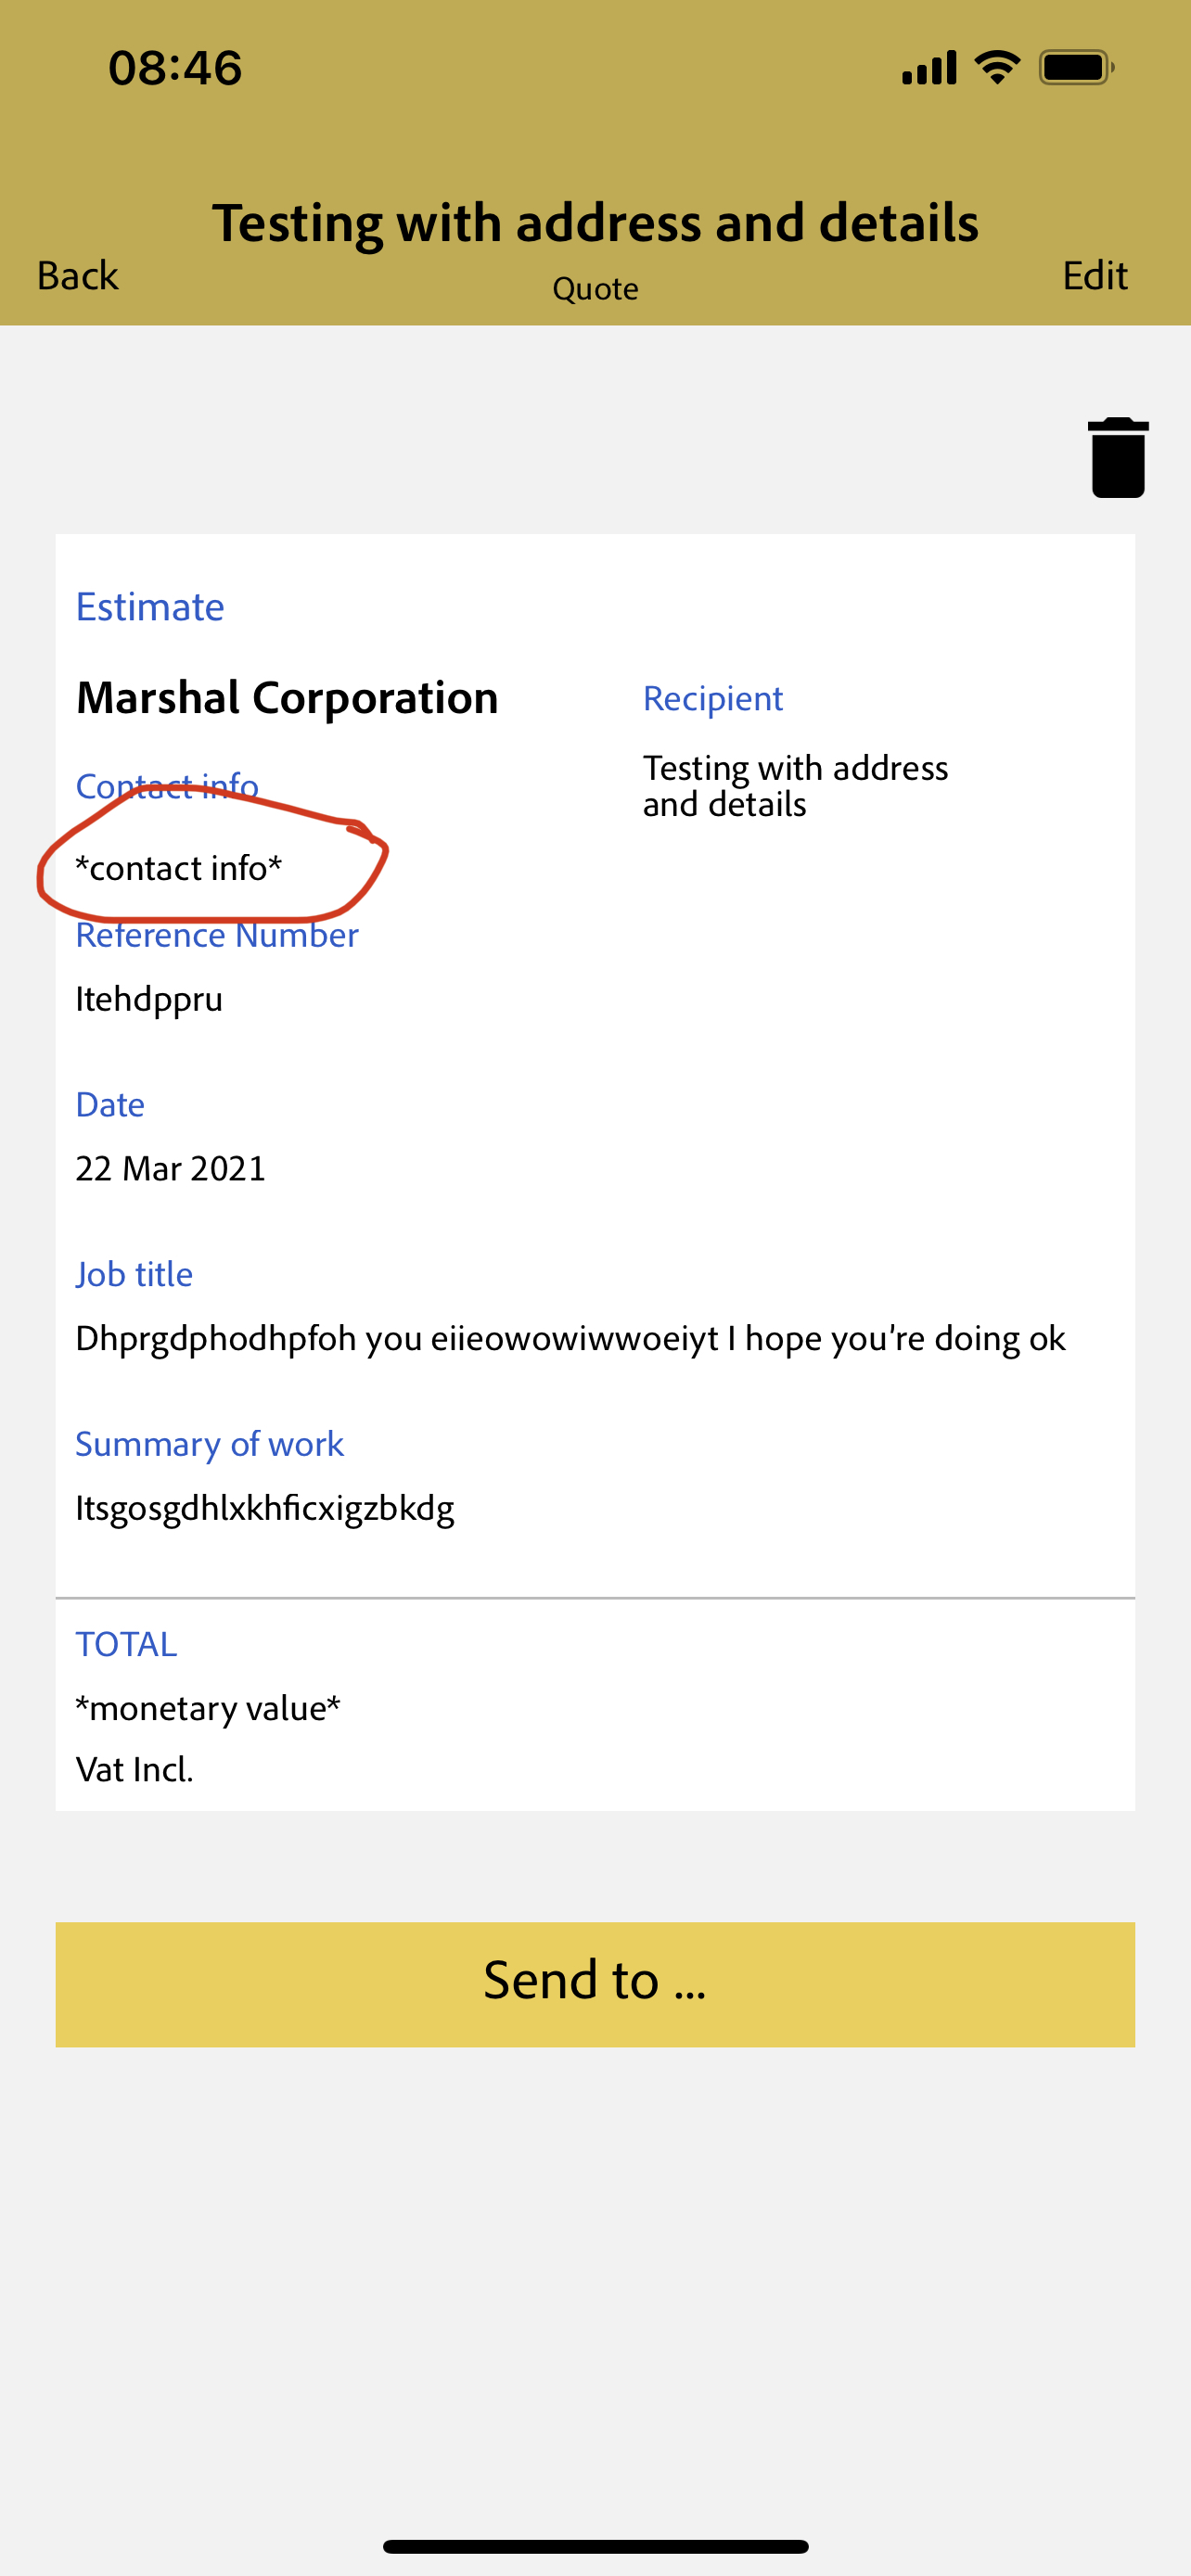 08:46
Testing with address and details
Back
Quote
Edit
Estimate
Marshal Corporation
Contact info
*contact info*
Recipient
Testing with address
and details
Reference Number
Itehdppru
Date
22 Mar 2021
Job title
Dhprgdphodhpfoh you eiieowowiwwoeiyt I hope you're doing ok
Summary of work
Itsgosgdhlxkhficxigzbkdg
TOTAL
*monetary value*
Vat Incl.
Send to ...